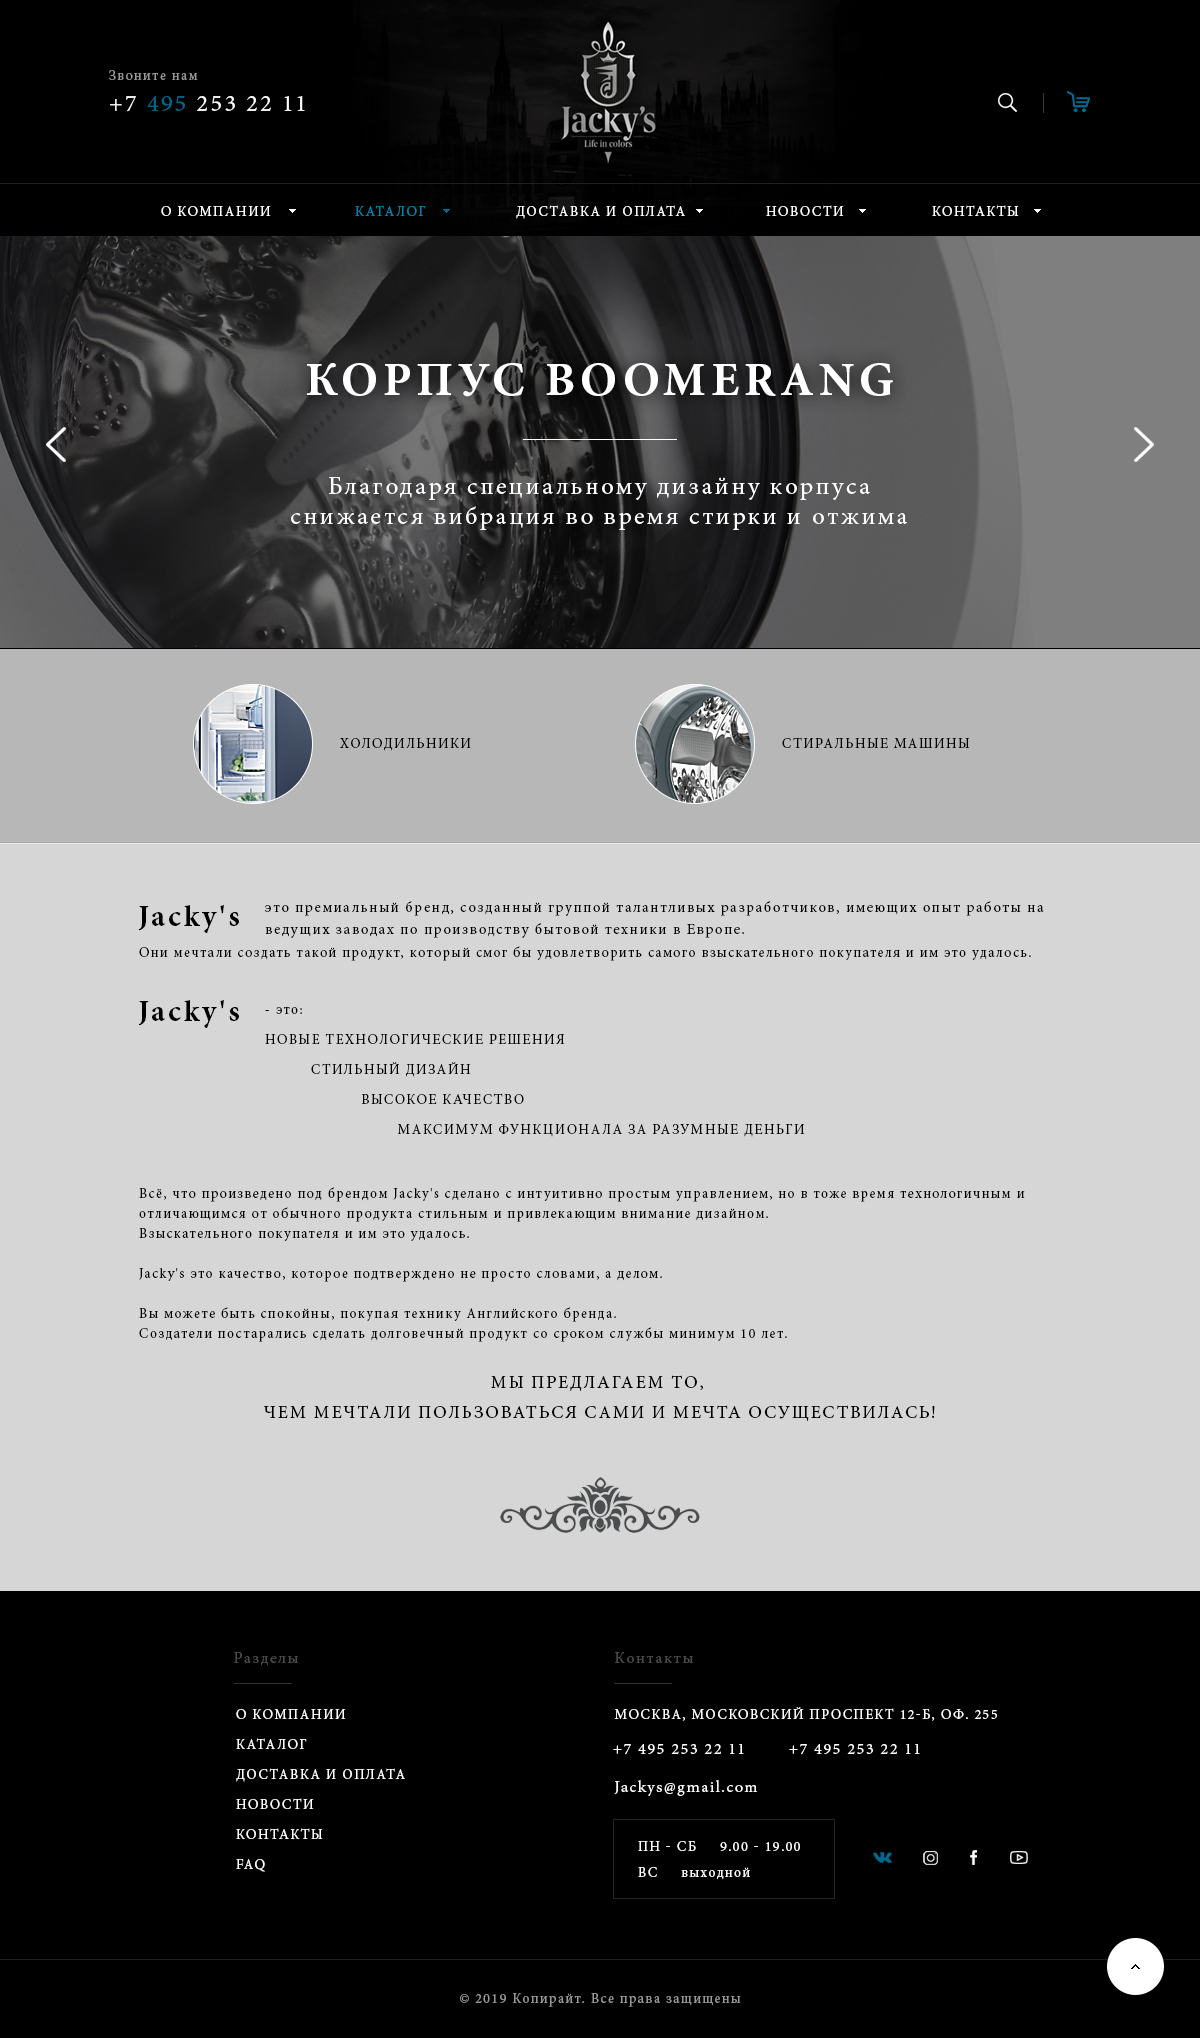 Звоните нам
+7 495 253 22 11
Jacky's
Life in colors
О КОМПАНИИ
КАТАЛОГ
ДОСТАВКА И ОПЛАТА
НОВОСТИ
КОНТАКТЫ
КОРПУС BOOMERANG
Благодаря специальному дизайну корпуса
снижается вибрация во время стирки и отжима
ХОЛОДИЛЬНИКИ
СТИРАЛЬНЫЕ МАШИНЫ
Jacky's
это премиальный бренд, созданный группой талантливых разработчиков, имеющих опыт работы на
ведущих заводах по производству бытовой техники в Европе.
Они мечтали создать такой продукт, который смог бы удовлетворить самого взыскательного покупателя и им это удалось.
Jacky's
- это:
НОВЫЕ ТЕХНОЛОГИЧЕСКИЕ РЕШЕНИЯ
СТИЛЬНЫЙ ДИЗАЙН
ВЫСОКОЕ КАЧЕСТВО
МАКСИМУМ ФУНКЦИОНАЛА ЗА РАЗУМНЫЕ ДЕНЬГИ
Всё, что произведено под брендом Jacky's сделано с интуитивно простым управлением, но в тоже время технологичным и
отличающимся от обычного продукта стильным и привлекающим внимание дизайном.
Взыскательного покупателя и им это удалось.
Jacky's это качество, которое подтверждено не просто словами, а делом.
Вы можете быть спокойны, покупая технику Английского бренда.
Создатели постарались сделать долговечный продукт со сроком службы минимум 10 лет.
МЫ ПРЕДЛАГАЕМ ТО,
ЧЕМ МЕЧТАЛИ ПОЛЬЗОВАТЬСЯ САМИ И МЕЧТА ОСУЩЕСТВИЛАСЬ!
Разделы
О КОМПАНИИ
КАТАЛОГ
ДОСТАВКА И ОПЛАТА
НОВОСТИ
КОНТАКТЫ
FAQ
Контакты
МОСКВА, МОСКОВСКИЙ ПРОСПЕКТ 12-Б, ОФ. 255
+7 495 253 22 11
+7 495 253 22 11
Jackys@gmail.com
ПН - СБ 9.00 - 19.00
ВС выходной
© 2019 Копирайт. Все права защищены